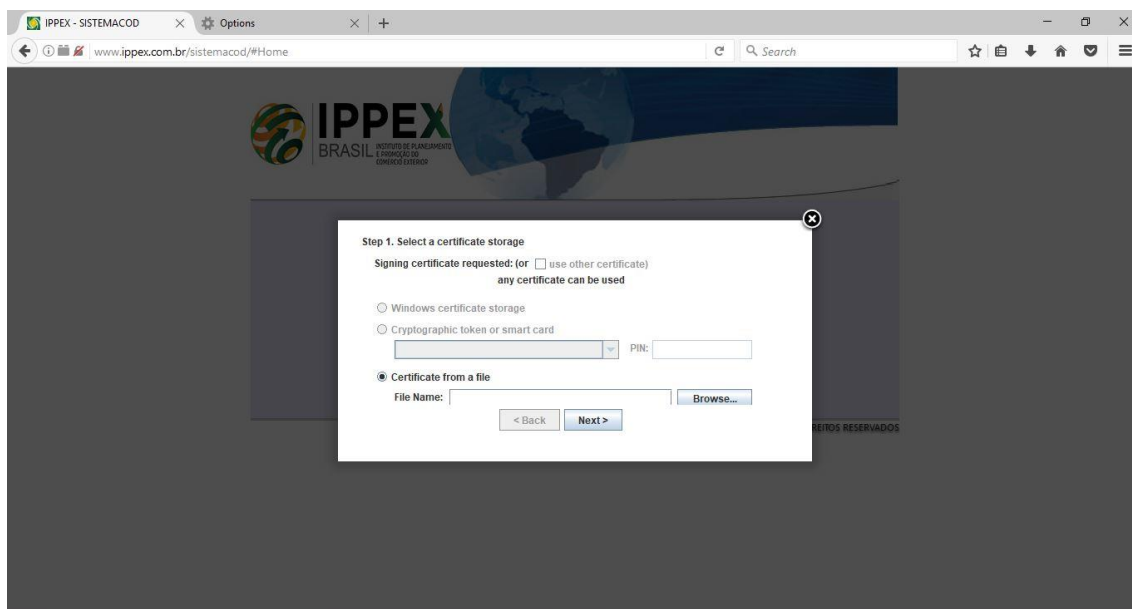 IPPEX - SISTEMACOD
Options
www.ippex.com.br/sistemacod/#Home
Search
IPPEX
BRASIL
INSTITUTO DE PLANEJAMENTO
E PROMOÇÃO DO
COMÉRCIO EXTERIOR
Step 1. Select a certificate storage
Signing certificate requested: (or use other certificate)
any certificate can be used
Windows certificate storage
Cryptographic token or smart card
PIN:
Certificate from a file
File Name:
Browse...
< Back
Next >
REITOS RESERVADOS